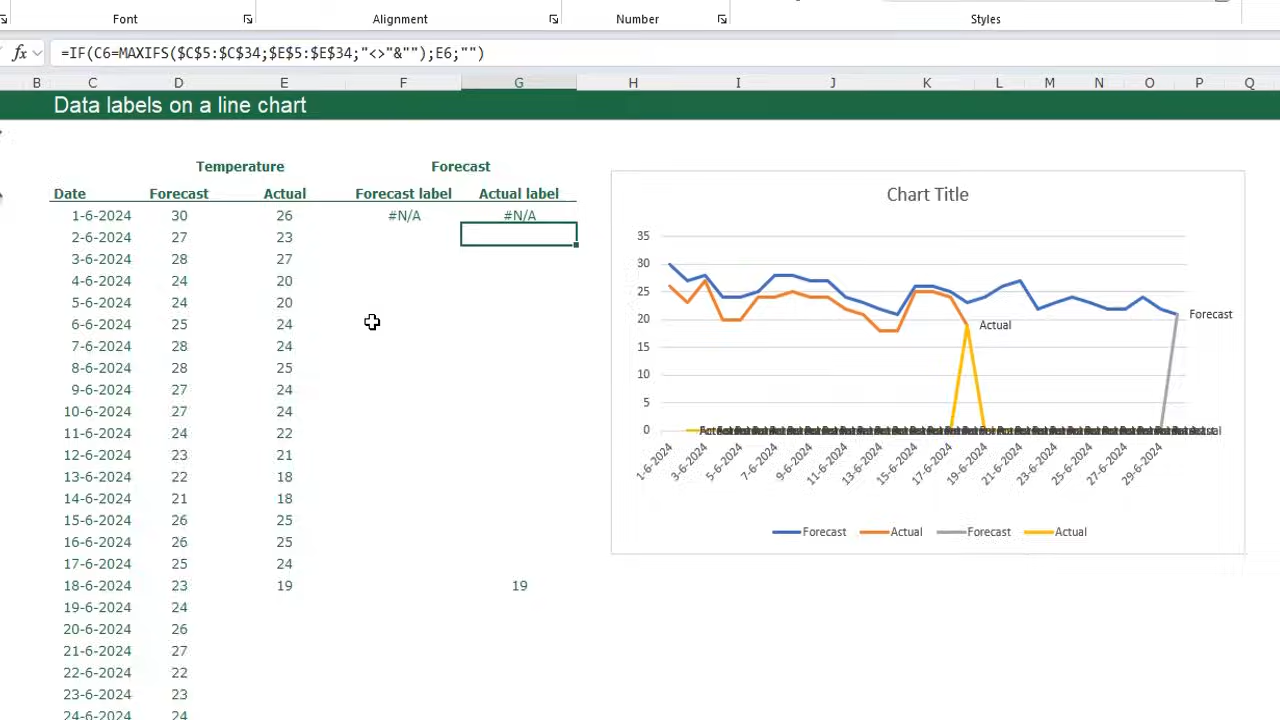 Font Alignment Number Styles
fx =IF(C6=MAXIFS($C$5:$C$34;$E$5:$E$34;"<>"&"");E6;"")
B C D E F G H I J K L M N O P Q
Data labels on a line chart
Temperature Forecast
Date Forecast Actual Forecast label Actual label
1-6-2024 30 26 #N/A #N/A
2-6-2024 27 23
3-6-2024 28 27
4-6-2024 24 20
5-6-2024 24 20
6-6-2024 25 24
7-6-2024 28 24
8-6-2024 28 25
9-6-2024 27 24
10-6-2024 27 24
11-6-2024 24 22
12-6-2024 23 21
13-6-2024 22 18
14-6-2024 21 18
15-6-2024 26 25
16-6-2024 26 25
17-6-2024 25 24
18-6-2024 23 19 19
19-6-2024 24
20-6-2024 26
21-6-2024 27
22-6-2024 22
23-6-2024 23
24-6-2024 24
Chart Title
35
30
25
20
15
10
5
0
Actual
Forecast
1-6-2024 3-6-2024 5-6-2024 7-6-2024 9-6-2024 11-6-2024 13-6-2024 15-6-2024 17-6-2024 19-6-2024 21-6-2024 23-6-2024 25-6-2024 27-6-2024 29-6-2024
Forecast Actual Forecast Actual